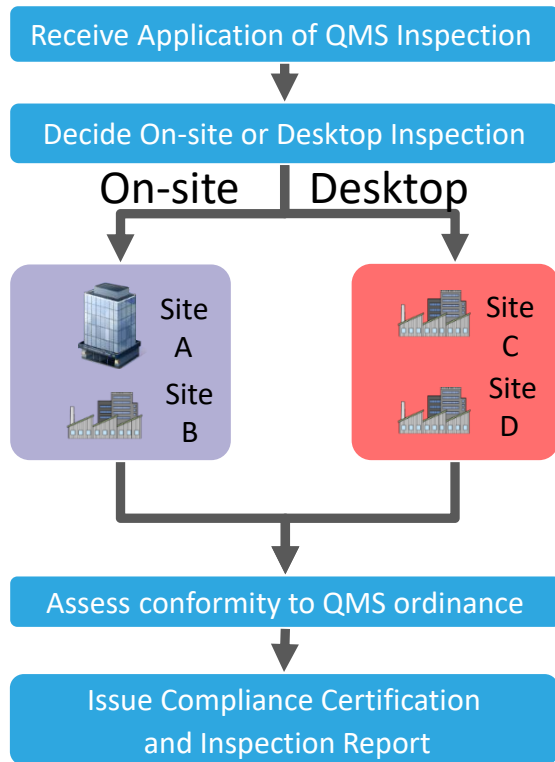 Receive Application of QMS Inspection
Decide On-site or Desktop Inspection
On-site
Desktop
Site
A
Site
B
Site
C
Site
D
Assess conformity to QMS ordinance
Issue Compliance Certification
and Inspection Report